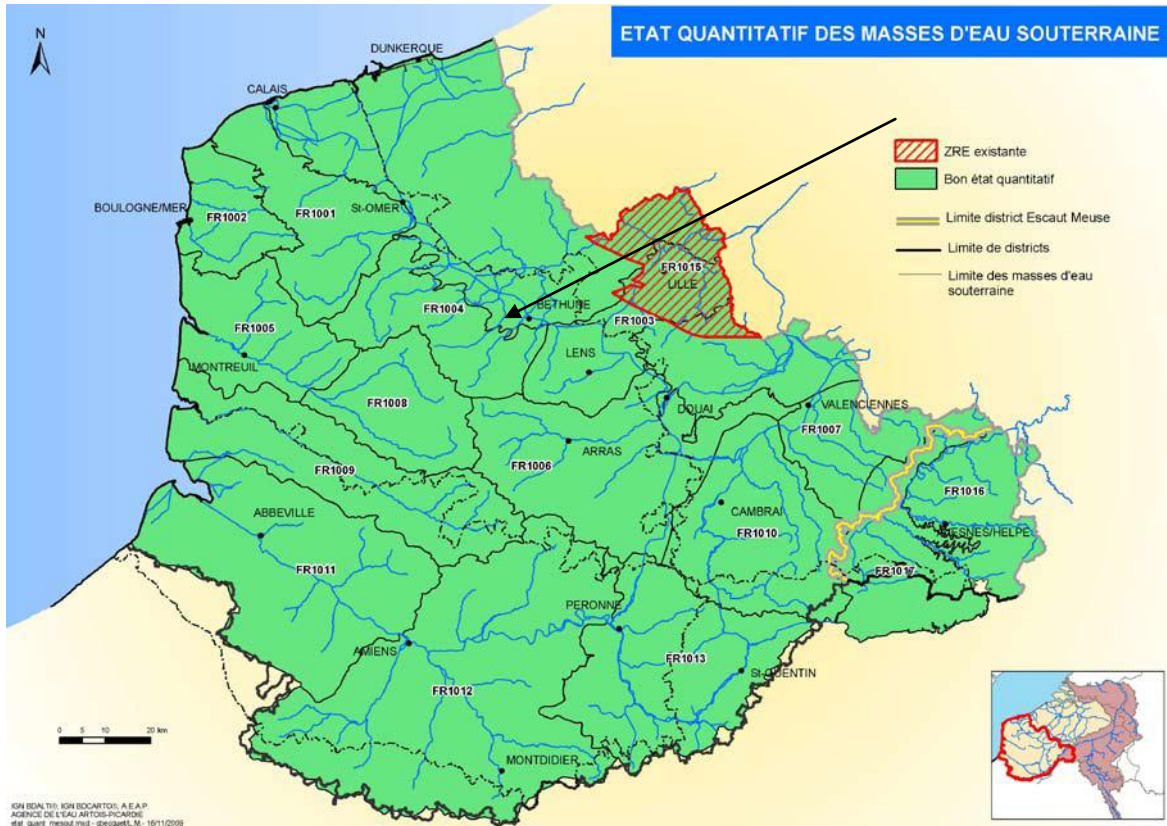 ETAT QUANTITATIF DES MASSES D'EAU SOUTERRAINE
N
DUNKERQUE
CALAIS
ZRE existante
Bon état quantitatif
Limite district Escaut Meuse
Limite de districts
Limite des masses d'eau
souterraine
BOULOGNE/MER
FR1002
FR1001
St-OMER
FR1015
LILLE
FR1004
BETHUNE
FR1003
FR1005
MONTREUIL
LENS
FR1008
DOUAI
VALENCIENNES
FR1007
FR1006
ARRAS
FR1009
FR1016
ABBEVILLE
CAMBRAI
FR1010
FR1011
FR1017
PERONNE
AMIENS
FR1013
St-QUENTIN
FR1012
MONTDIDIER
0 5 10 20 km
AGENCE DE L'EAU ARTOIS-PICARDIE